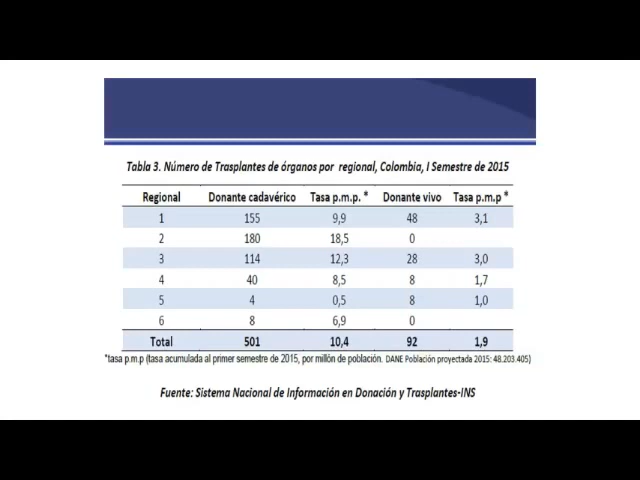 Tabla 3. Número de Trasplantes de órganos por regional, Colombia, I Semestre de 2015
Regional Donante cadavérico Tasa p.m.p. * Donante vivo Tasa p.m.p *
1 155 9,9 48 3,1
2 180 18,5 0
3 114 12,3 28 3,0
4 40 8,5 8 1,7
5 4 0,5 8 1,0
6 8 6,9 0
Total 501 10,4 92 1,9
*tasa p.m.p (tasa acumulada al primer semestre de 2015, por millón de población. DANE Población proyectada 2015: 48.203.405)
Fuente: Sistema Nacional de Información en Donación y Trasplantes-INS